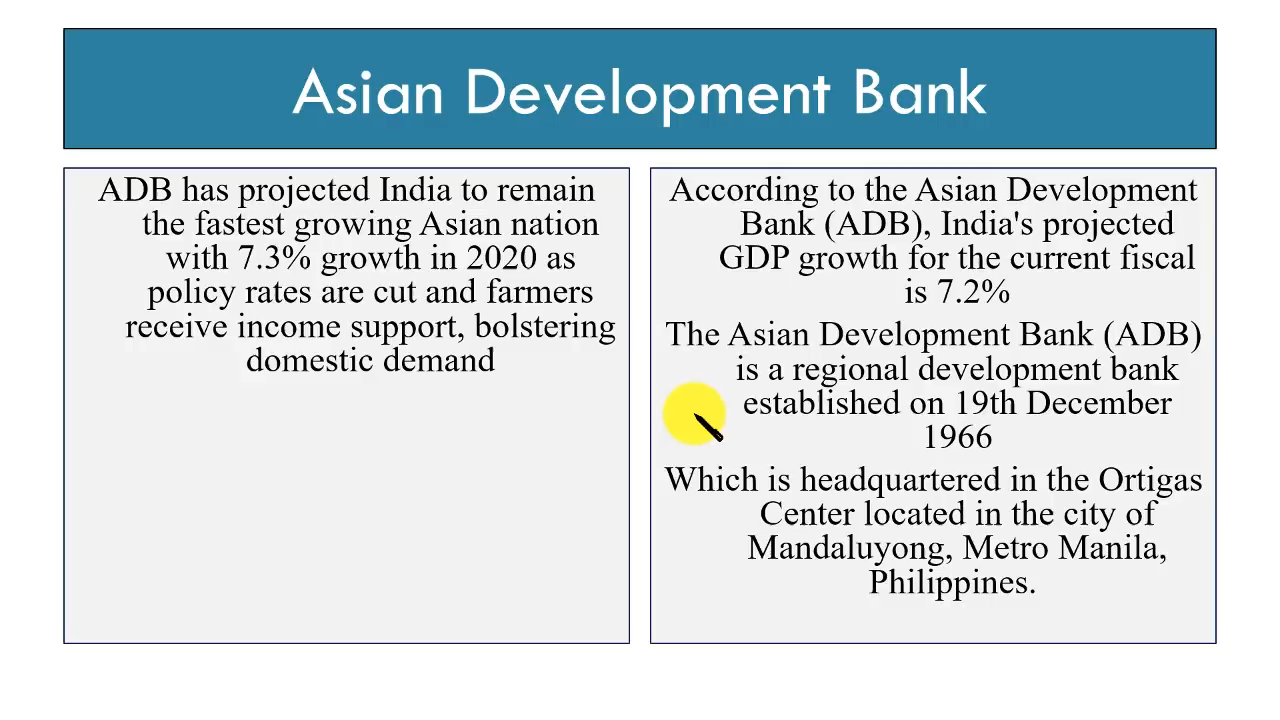 Asian Development Bank
ADB has projected India to remain
the fastest growing Asian nation
with 7.3% growth in 2020 as
policy rates are cut and farmers
receive income support, bolstering
domestic demand
According to the Asian Development
Bank (ADB), India's projected
GDP growth for the current fiscal
is 7.2%
The Asian Development Bank (ADB)
is a regional development bank
established on 19th December
1966
Which is headquartered in the Ortigas
Center located in the city of
Mandaluyong, Metro Manila,
Philippines.